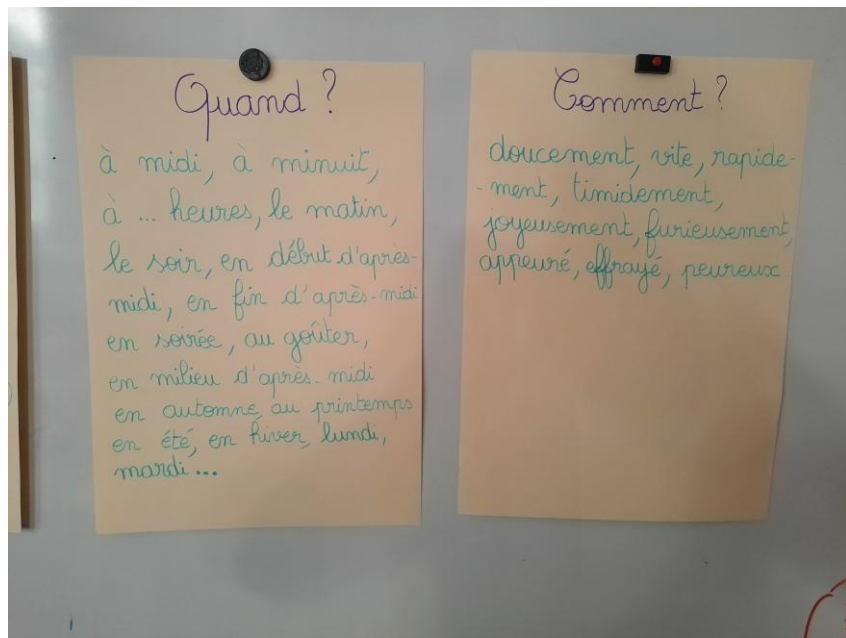 Quand ?
à midi, à minuit,
à ... heures, le matin,
le soir, en début d'après-
midi, en fin d'après-midi
en soirée, au goûter,
en milieu d'après-midi
en automne, au printemps
en été, en hiver, lundi,
mardi...
Comment ?
doucement, vite, rapide-
-ment, timidement,
joyeusement, furieusement,
appeuré, effrayé, peureux